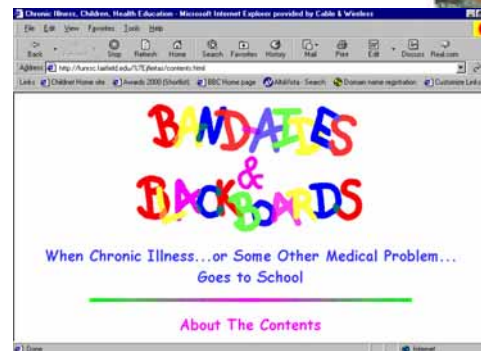 Chronic Illness, Children, Health Education - Microsoft Internet Explorer provided by Cable & Wireless
File Edit View Favorites Tools Help
Back Stop Refresh Home Search Favorites History Mail Print Edit Discuss Real.com
Address
Links Childnet Home site Awards 2000 (Shortlist) BBC Home page AltaVista - Search Domain name registration Customize Links
BANDAIDES
&
BLACKBOARDS
When Chronic Illness...or Some Other Medical Problem...
Goes to School
About The Contents
Done Internet